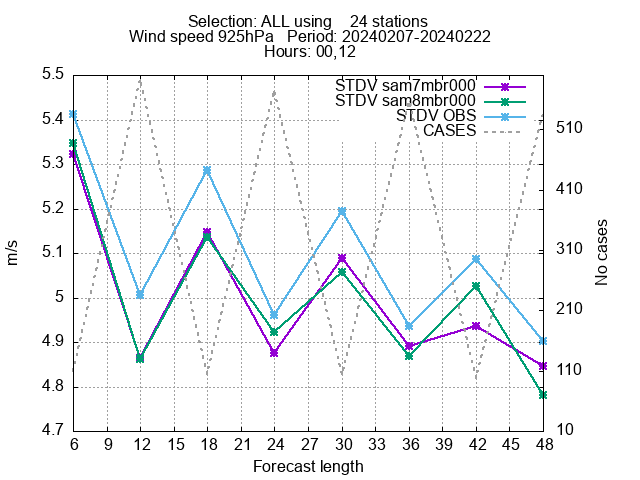 Selection: ALL using 24 stations
Wind speed 925hPa Period: 20240207-20240222
Hours: 00,12
STDV sam7mbr000
STDV sam8mbr000
STDV OBS
CASES
5.5
5.4
5.3
5.2
5.1
5
4.9
4.8
4.7
m/s
510
410
310
210
110
10
No cases
6 9 12 15 18 21 24 27 30 33 36 39 42 45 48
Forecast length